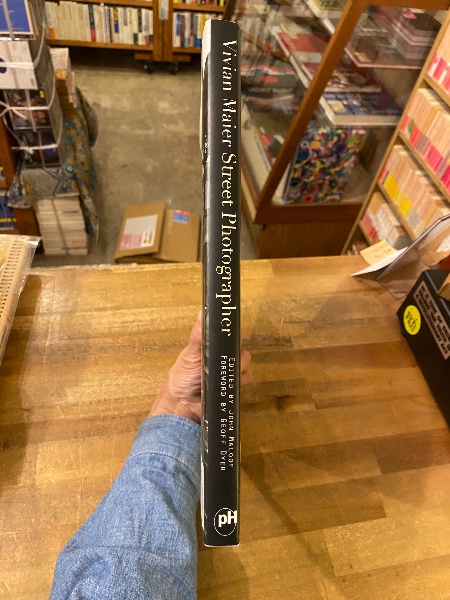 Vivian Maier Street Photographer
EDITED BY JOHN MALOOF
FOREWORD BY GEOFF DYER
pH